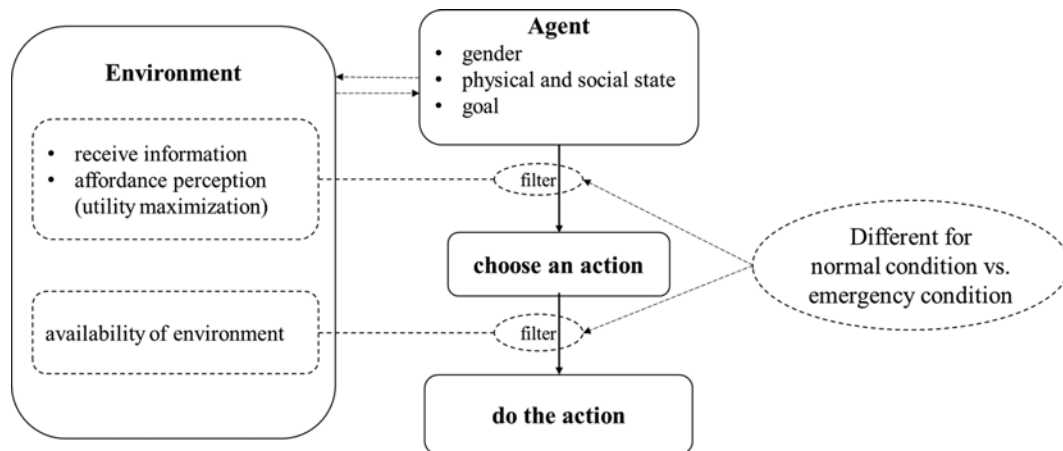 Environment
• receive information
• affordance perception
(utility maximization)
availability of environment
Agent
• gender
• physical and social state
• goal
filter
choose an action
filter
do the action
Different for
normal condition vs.
emergency condition